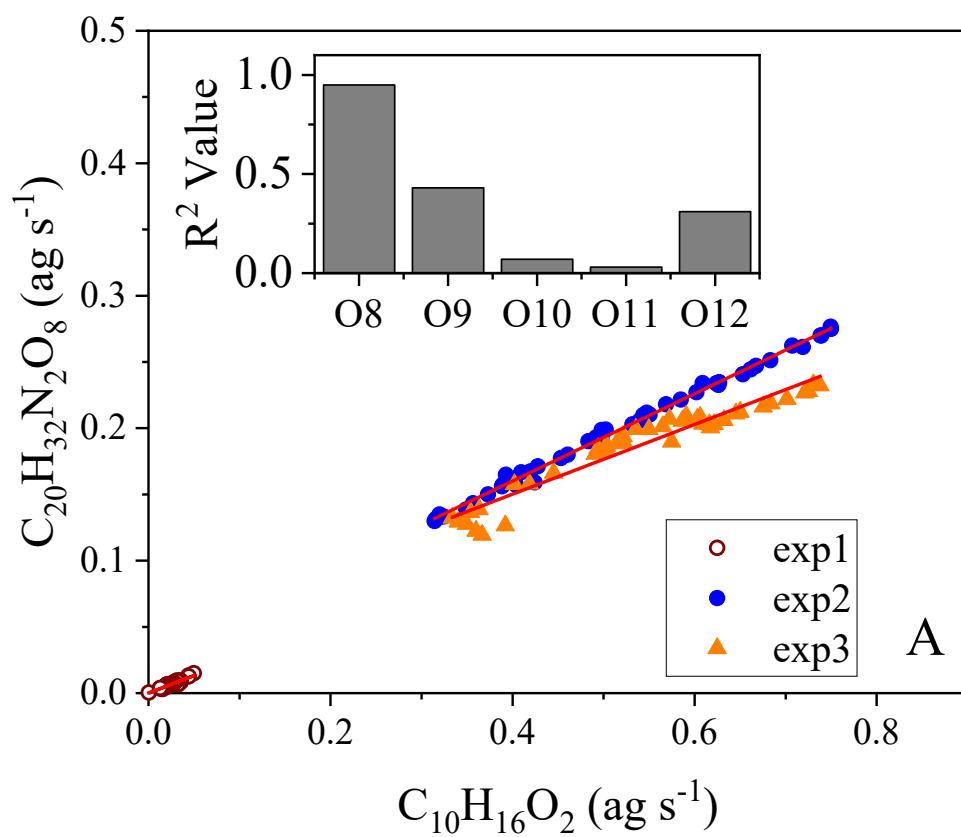 0.5
0.4
0.3
0.2
0.1
0.0
C₂₀H₃₂N₂O₈ (ag s⁻¹)
1.0
0.5
0.0
R² Value
O8 O9 O10 O11 O12
exp1
exp2
exp3
A
0.0 0.2 0.4 0.6 0.8
C₁₀H₁₆O₂ (ag s⁻¹)